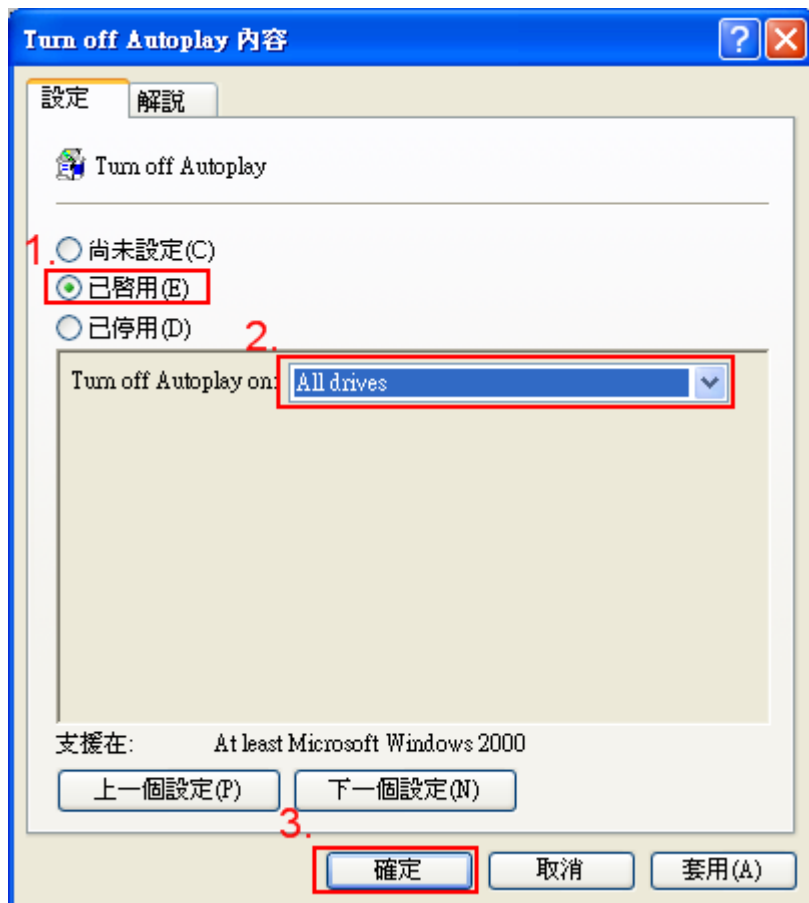 Turn off Autoplay 內容
設定 解說
Turn off Autoplay
1.
尚未設定(C)
已啓用(E)
已停用(D)
2.
Turn off Autoplay on: All drives
支援在: At least Microsoft Windows 2000
上一個設定(P) 下一個設定(N)
3.
確定 取消 套用(A)